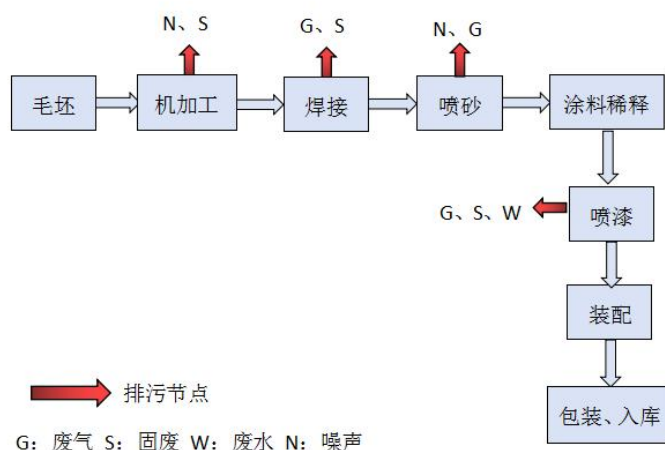 N、S
G、S
N、G
毛坯
机加工
焊接
喷砂
涂料稀释
G、S、W
喷漆
装配
排污节点
包装、入库
G：废气 S：固废 W：废水 N：噪声